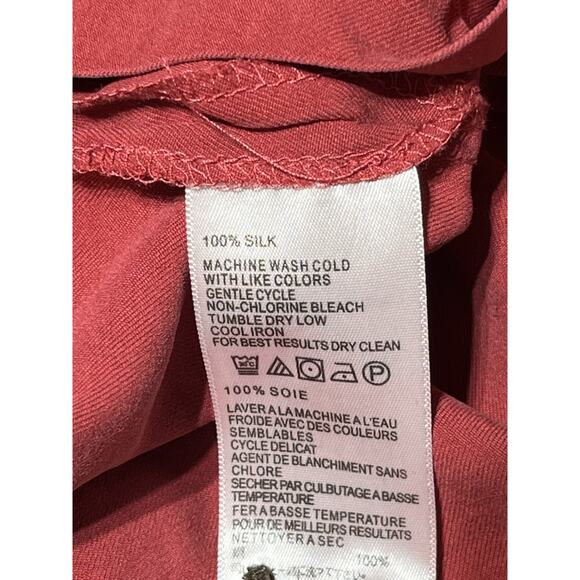 100% SILK
MACHINE WASH COLD
WITH LIKE COLORS
GENTLE CYCLE
NON-CHLORINE BLEACH
TUMBLE DRY LOW
COOL IRON
FOR BEST RESULTS DRY CLEAN
P
100% SOIE
LAVER A LA MACHINE A L'EAU
FROIDE AVEC DES COULEURS
SEMBLABLES
CYCLE DELICAT
AGENT DE BLANCHIMENT SANS
CHLORE
SECHER PAR CULBUTAGE A BASSE
TEMPERATURE
FER A BASSE TEMPERATURE
POUR DE MEILLEURS RESULTATS
NETTOYER A SEC
100%